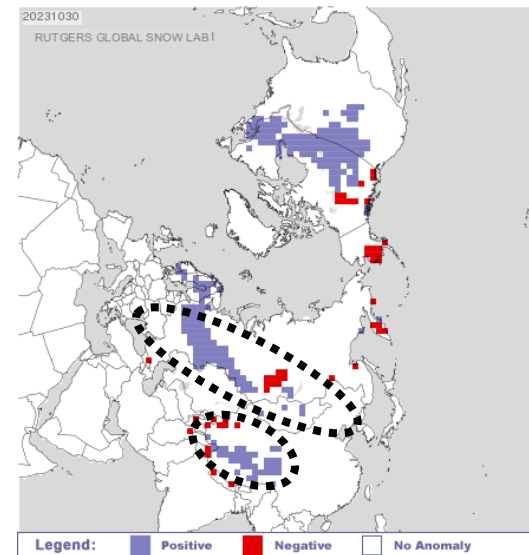 20231030
RUTGERS GLOBAL SNOW LAB
Legend: Positive Negative No Anomaly